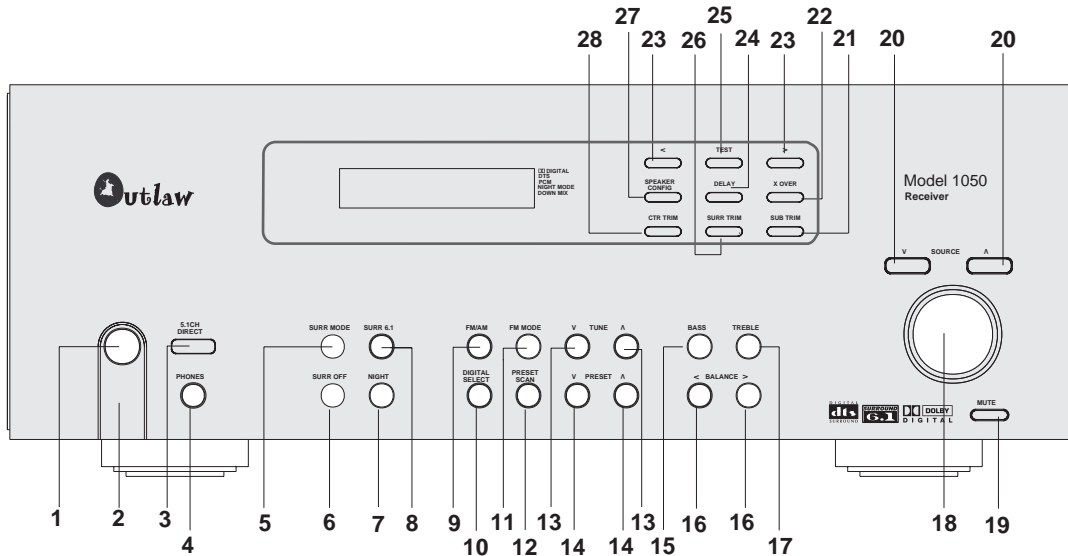 27 25 22
28 23 26 24 23 21 20 20
< TEST >
SPEAKER CONFIG DELAY X OVER
CTR TRIM SURR TRIM SUB TRIM
DIGITAL
DTS
PCM
NIGHT MODE
DOWN MIX
Outlaw
Model 1050
Receiver
V SOURCE Λ
5.1CH
DIRECT
PHONES
SURR MODE SURR 6.1
SURR OFF NIGHT
FM/AM FM MODE V TUNE Λ
DIGITAL
SELECT
PRESET
SCAN
V PRESET Λ
BASS TREBLE
< BALANCE >
DIGITAL
dts
SURROUND
SURROUND
6.1
DOLBY
DIGITAL
MUTE
1 2 3 5 6 7 8 9 11 13 14 14 13 16 16 18 19
4 10 12 15 17